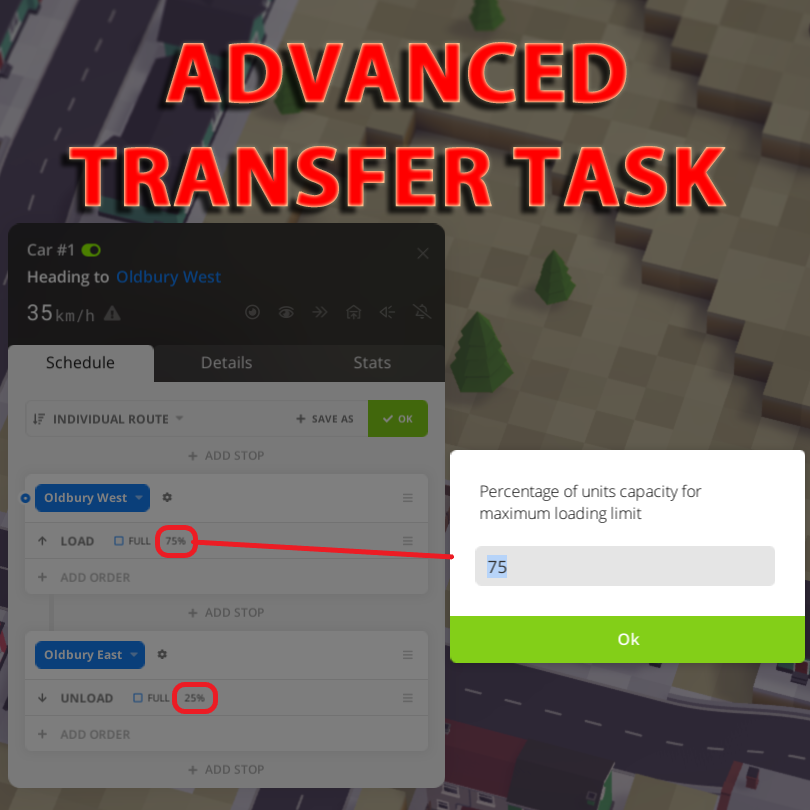 ADVANCED
TRANSFER TASK
Car #1
Heading to Oldbury West
35 km/h
Schedule Details Stats
INDIVIDUAL ROUTE + SAVE AS OK
+ ADD STOP
Oldbury West
LOAD FULL 75%
+ ADD ORDER
+ ADD STOP
Oldbury East
UNLOAD FULL 25%
+ ADD ORDER
+ ADD STOP
Percentage of units capacity for
maximum loading limit
75
Ok